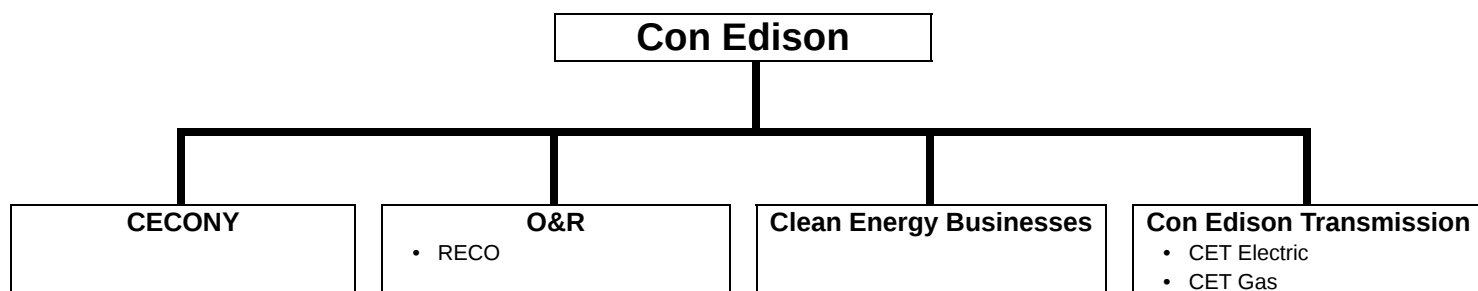 Con Edison
CECONY
O&R
• RECO
Clean Energy Businesses
Con Edison Transmission
• CET Electric
• CET Gas